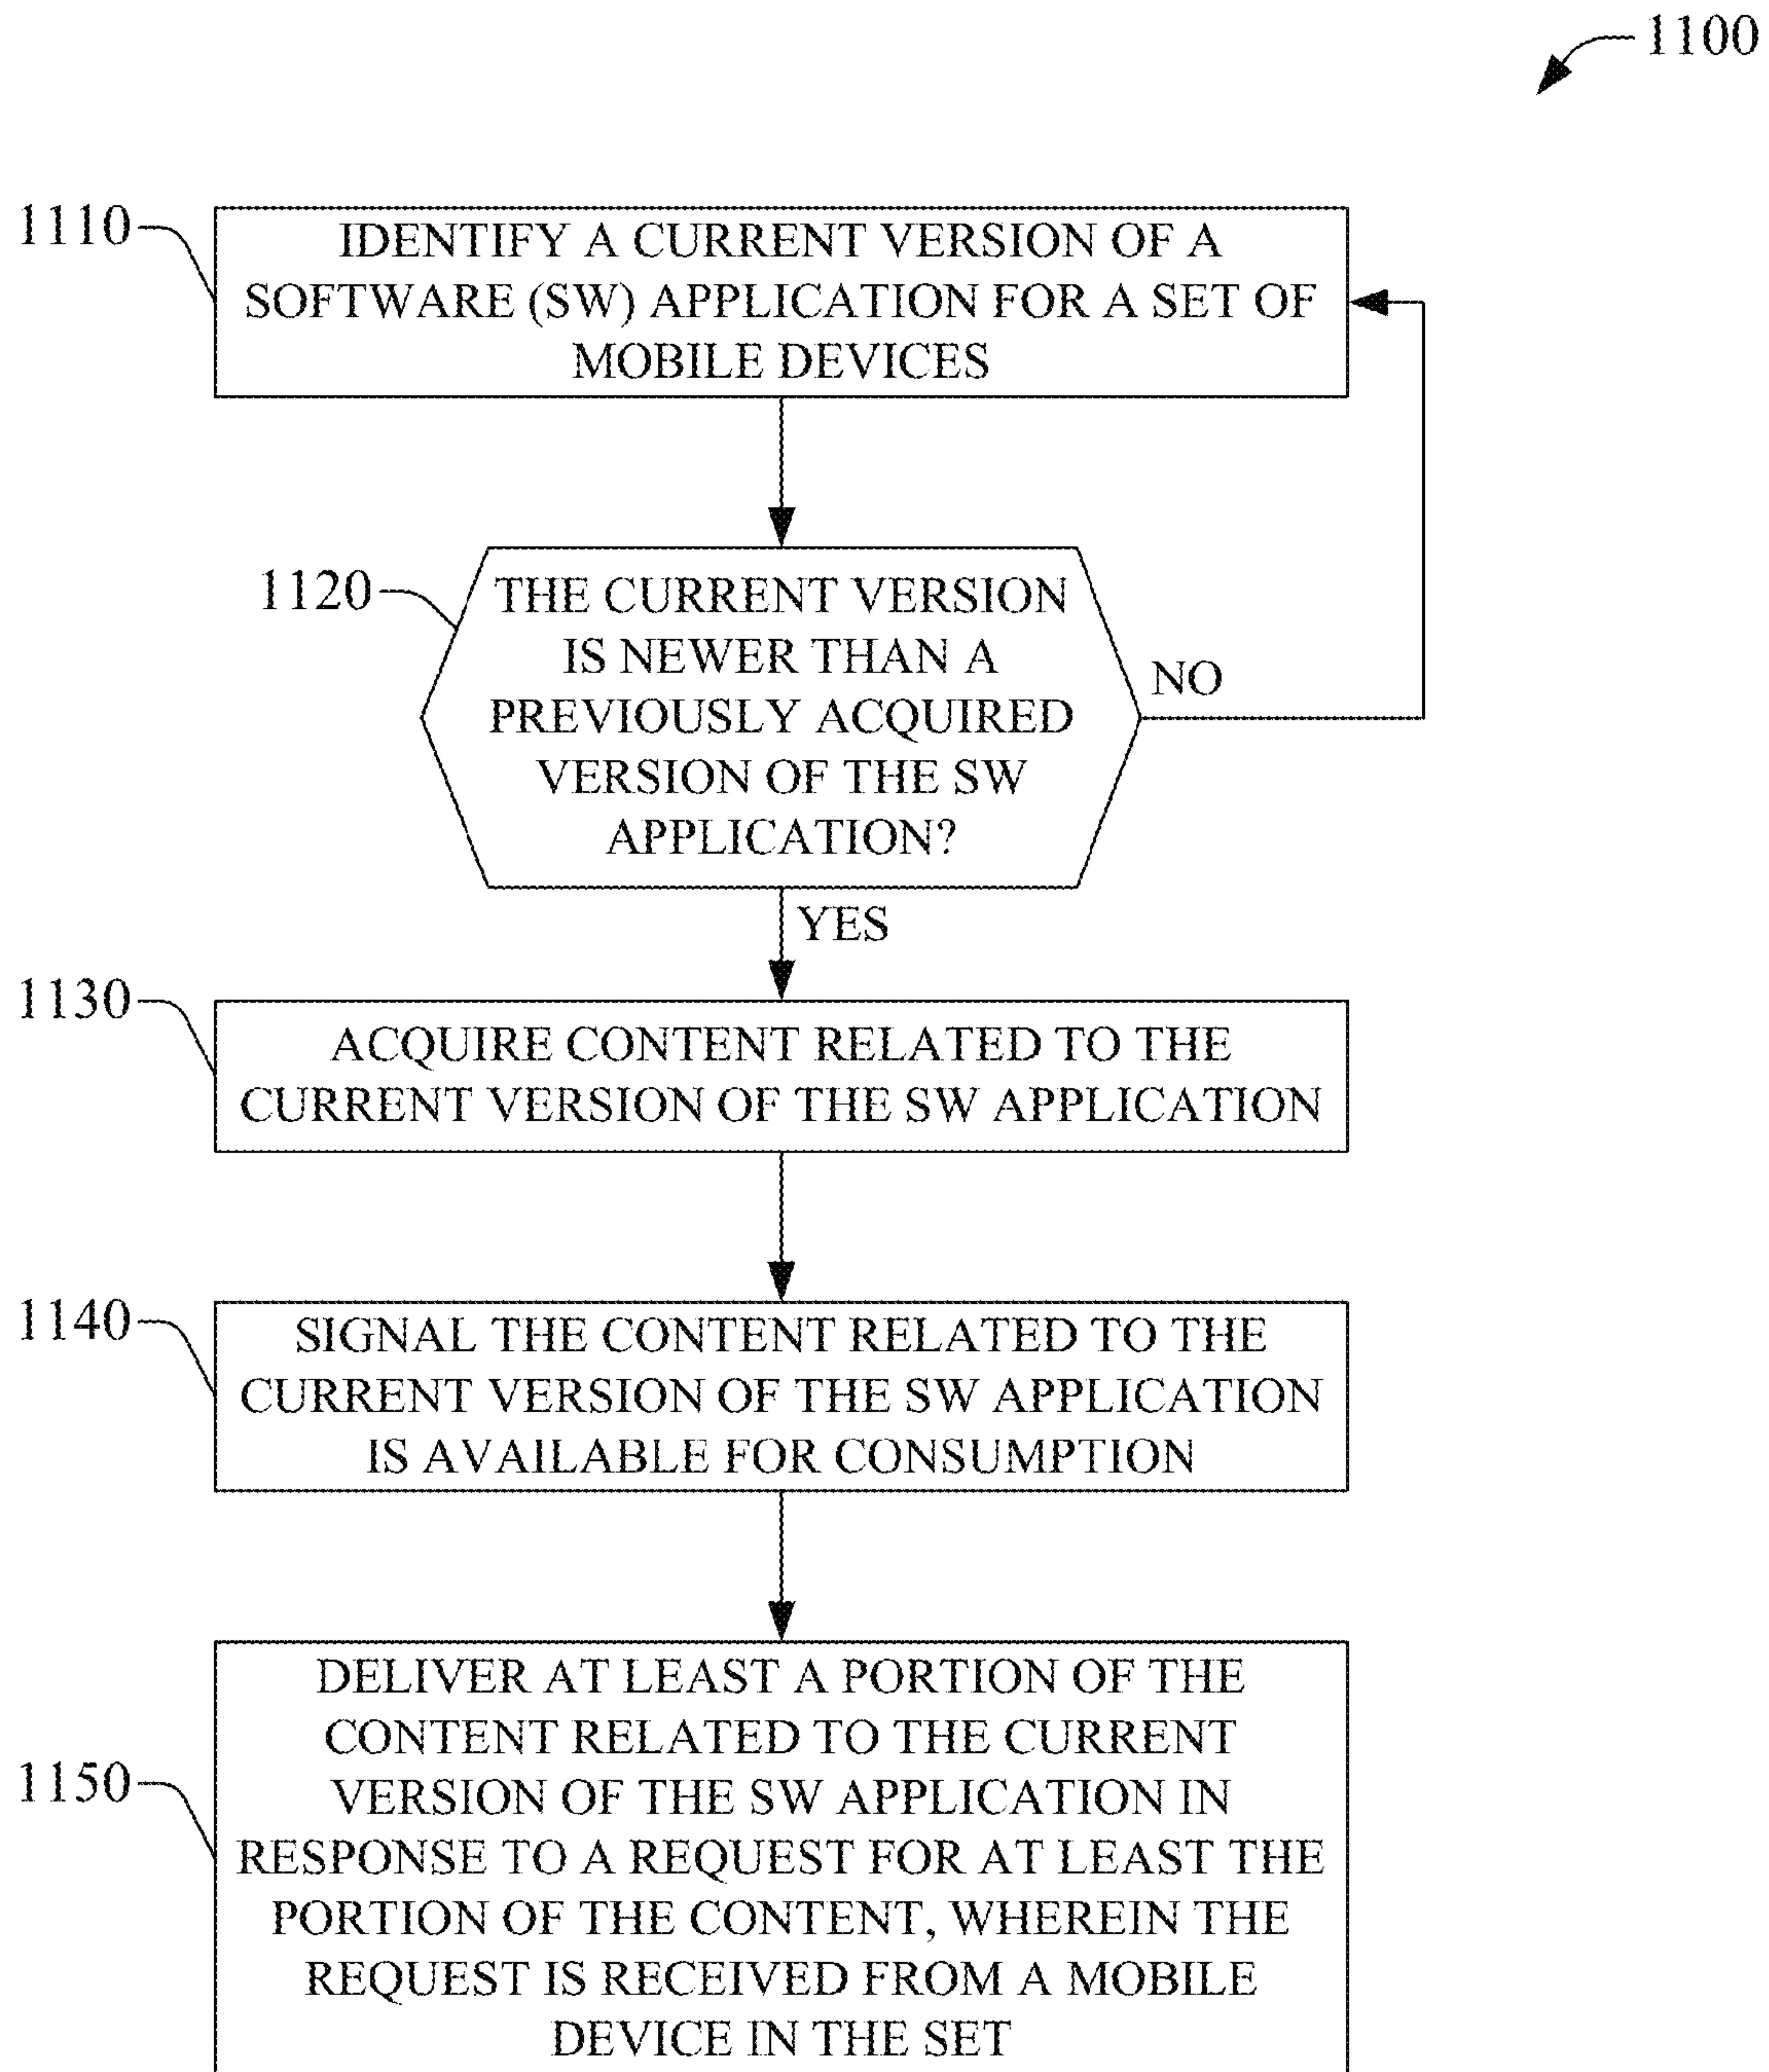 1100
1110
IDENTIFY A CURRENT VERSION OF A
SOFTWARE (SW) APPLICATION FOR A SET OF
MOBILE DEVICES
1120
THE CURRENT VERSION
IS NEWER THAN A
PREVIOUSLY ACQUIRED
VERSION OF THE SW
APPLICATION?
NO
YES
1130
ACQUIRE CONTENT RELATED TO THE
CURRENT VERSION OF THE SW APPLICATION
1140
SIGNAL THE CONTENT RELATED TO THE
CURRENT VERSION OF THE SW APPLICATION
IS AVAILABLE FOR CONSUMPTION
1150
DELIVER AT LEAST A PORTION OF THE
CONTENT RELATED TO THE CURRENT
VERSION OF THE SW APPLICATION IN
RESPONSE TO A REQUEST FOR AT LEAST THE
PORTION OF THE CONTENT, WHEREIN THE
REQUEST IS RECEIVED FROM A MOBILE
DEVICE IN THE SET